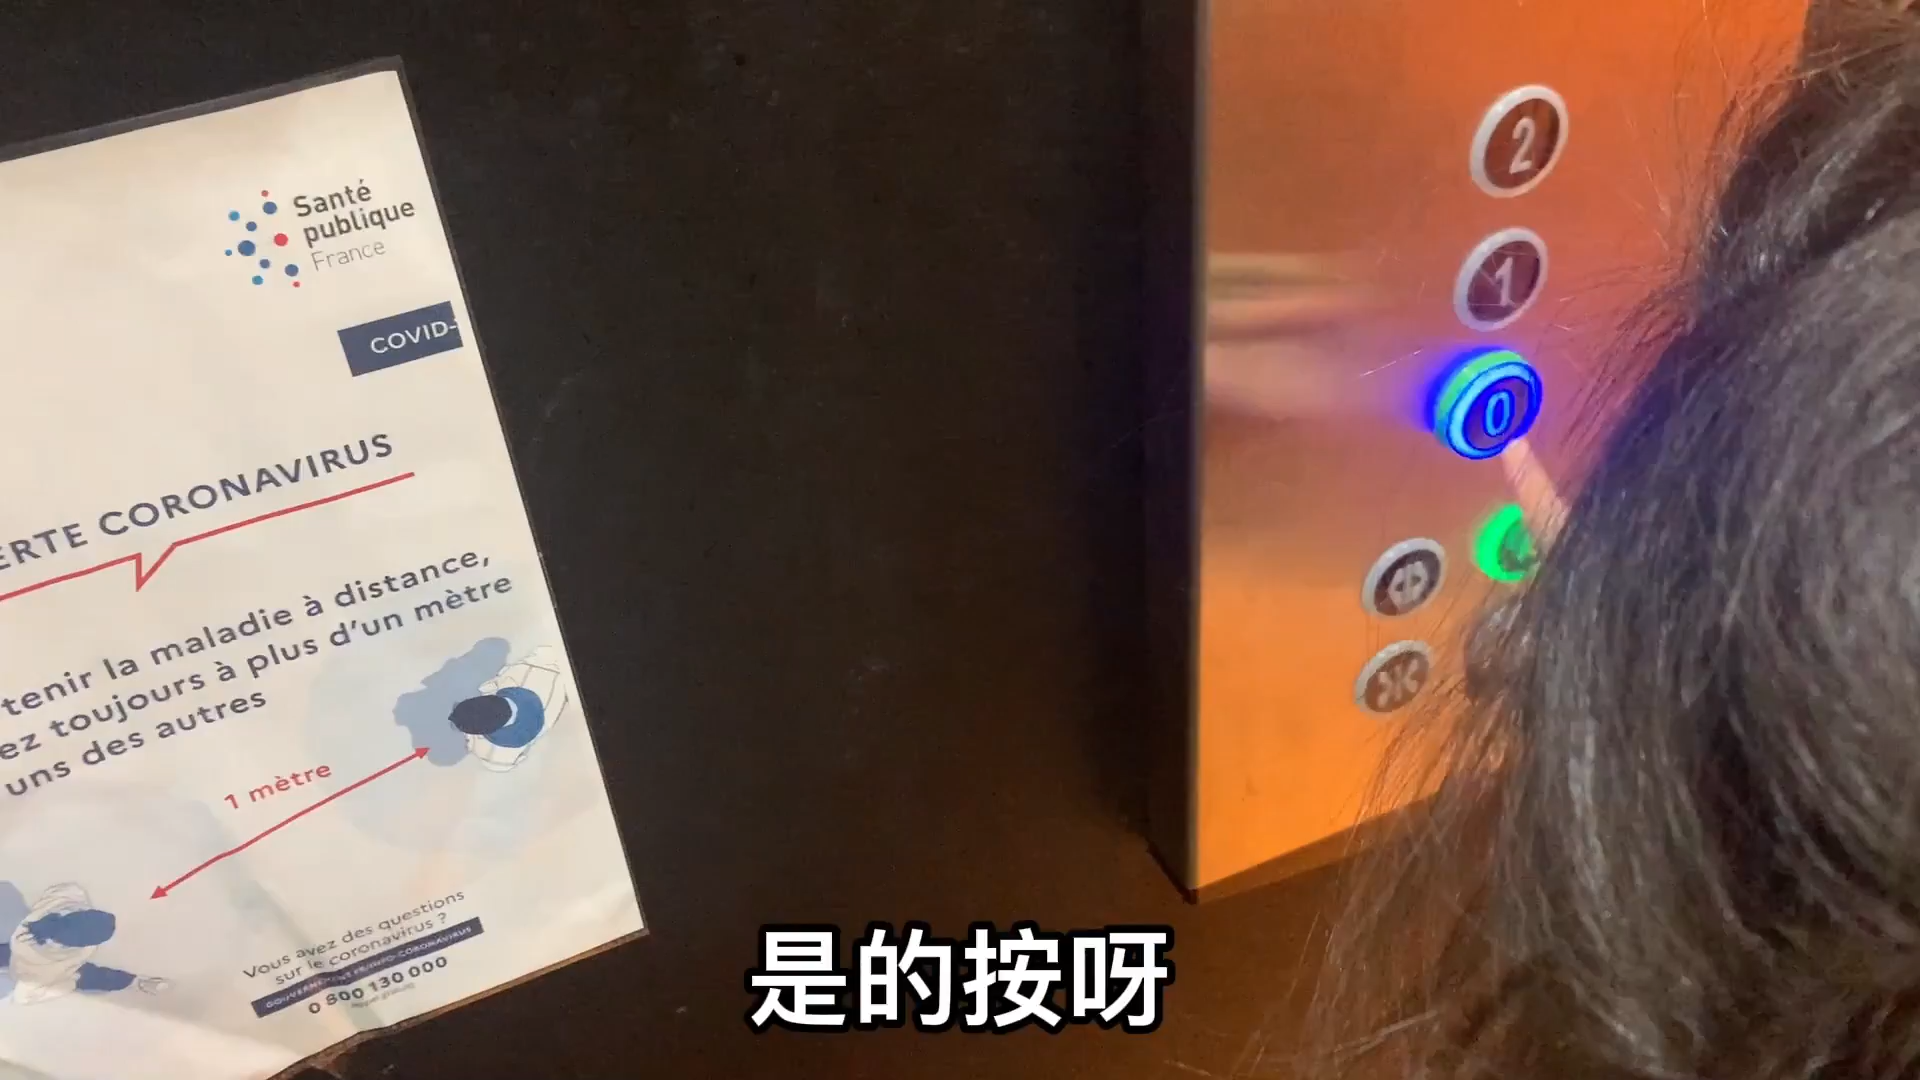 Santé
publique
France
COVID-
ERTE CORONAVIRUS
tenir la maladie à distance,
ez toujours à plus d'un mètre
uns des autres
1 mètre
Vous avez des questions
sur le coronavirus ?
0 800 130 000
2
1
0
是的按呀